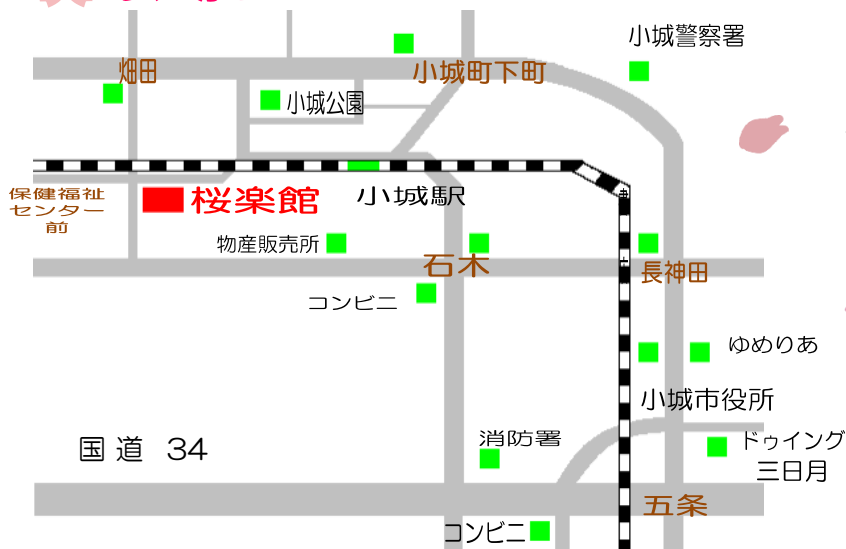 小城警察署
畑田
小城町下町
小城公園
保健福祉
センター
前
桜楽館
小城駅
物産販売所
石木
長神田
コンビニ
ゆめりあ
小城市役所
消防署
ドゥイング
三日月
国道 34
五条
コンビニ